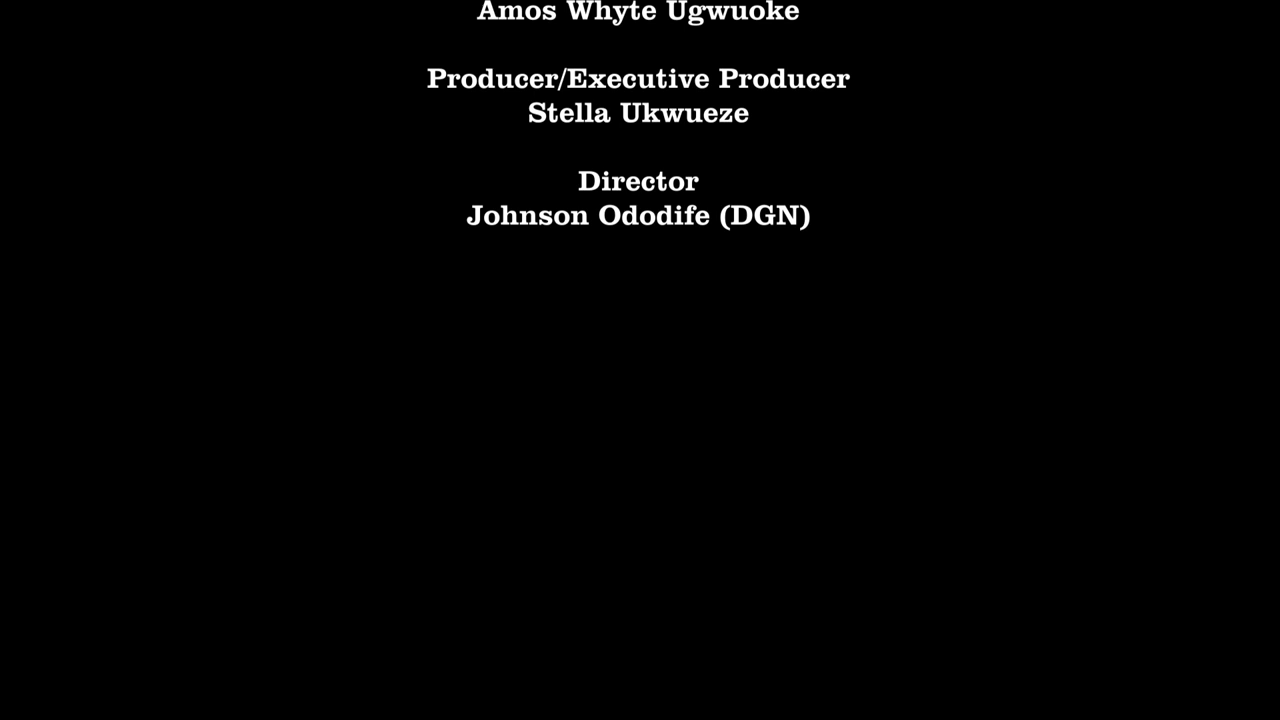 Amos Whyte Ugwuoke
Producer/Executive Producer
Stella Ukwueze
Director
Johnson Ododife (DGN)